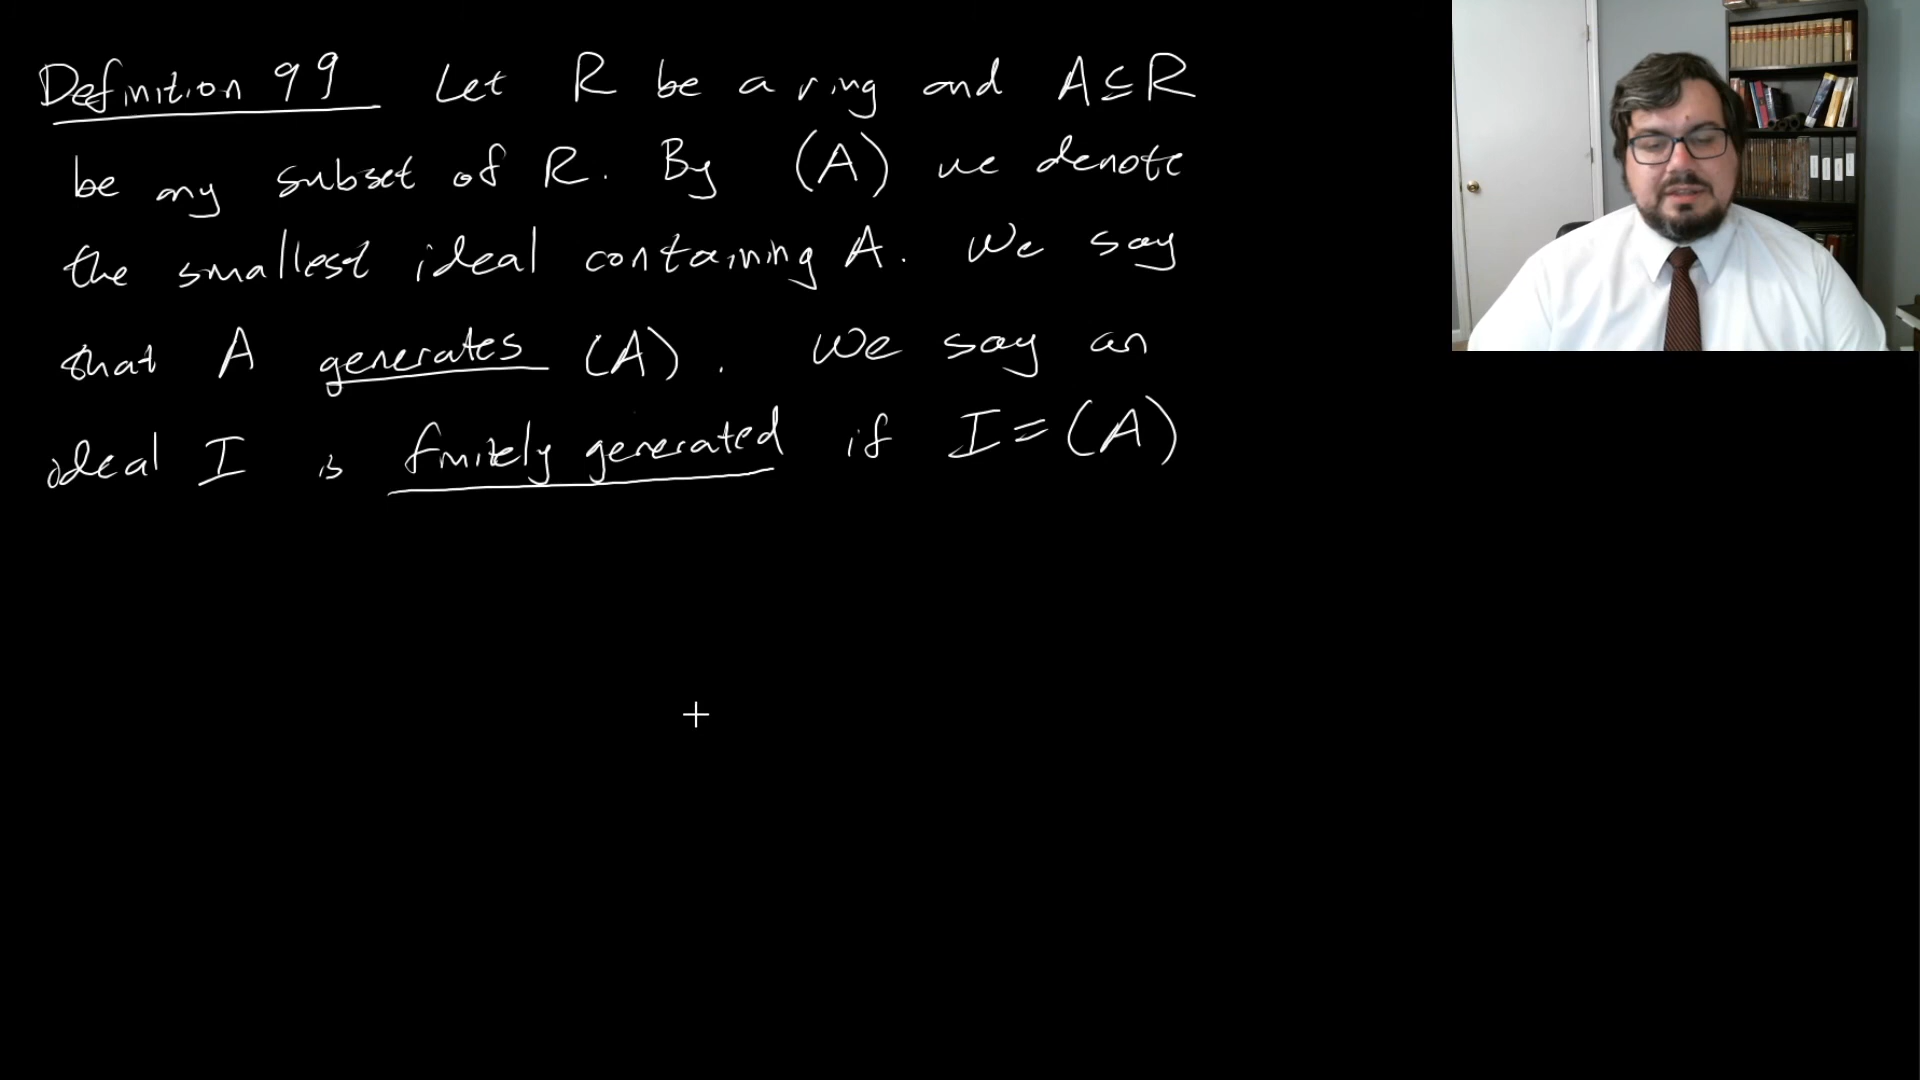 Definition 99 Let R be a ring and A ⊆ R
be any subset of R. By (A) we denote
the smallest ideal containing A. We say
that A generates (A). We say an
ideal I is finitely generated if I = (A)